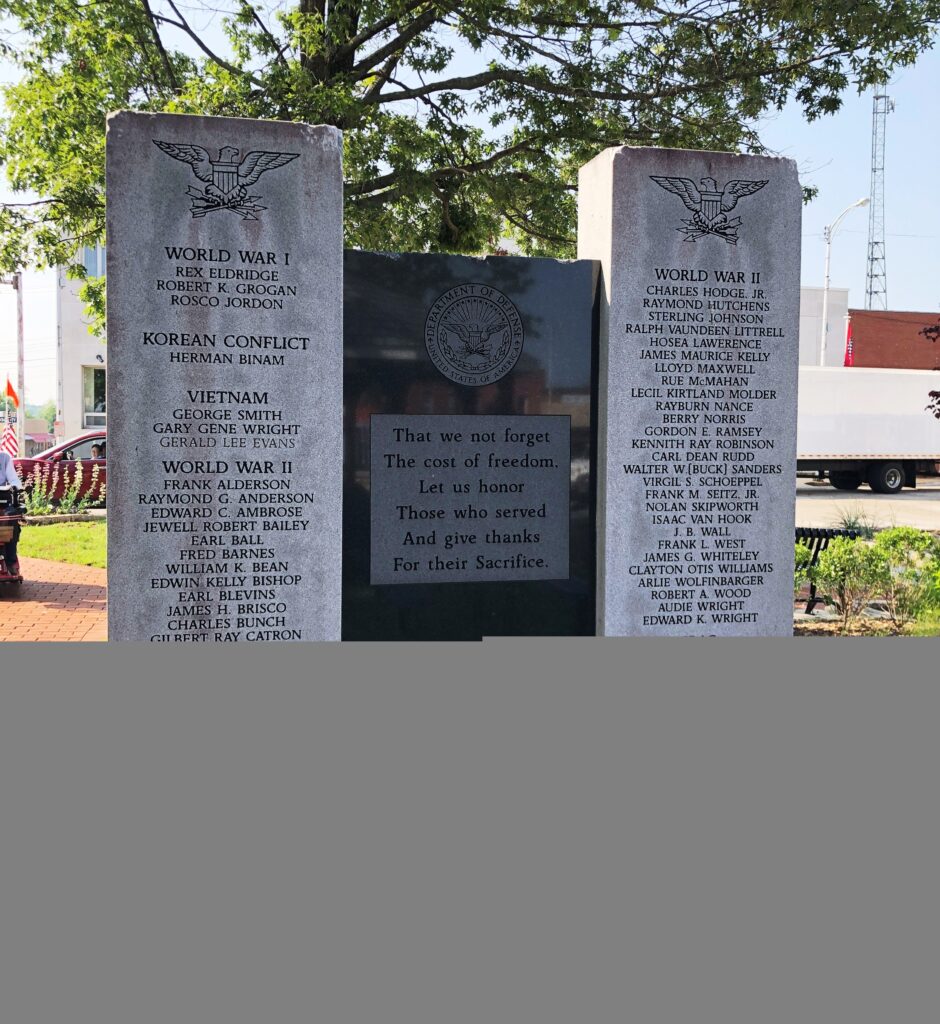 WORLD WAR I
REX ELDRIDGE
ROBERT K. GROGAN
ROSCO JORDON
KOREAN CONFLICT
HERMAN BINAM
VIETNAM
GEORGE SMITH
GARY GENE WRIGHT
GERALD LEE EVANS
WORLD WAR II
FRANK ALDERSON
RAYMOND G. ANDERSON
EDWARD C. AMBROSE
JEWELL ROBERT BAILEY
EARL BALL
FRED BARNES
WILLIAM K. BEAN
EDWIN KELLY BISHOP
EARL BLEVINS
JAMES H. BRISCO
CHARLES BUNCH
GILBERT RAY CATRON
DEPARTMENT OF DEFENSE
UNITED STATES OF AMERICA
That we not forget
The cost of freedom,
Let us honor
Those who served
And give thanks
For their Sacrifice.
WORLD WAR II
CHARLES HODGE, JR.
RAYMOND HUTCHENS
STERLING JOHNSON
RALPH VAUNDEEN LITTRELL
HOSEA LAWERENCE
JAMES MAURICE KELLY
LLOYD MAXWELL
RUE McMAHAN
LECIL KIRTLAND MOLDER
RAYBURN NANCE
BERRY NORRIS
GORDON E. RAMSEY
KENNITH RAY ROBINSON
CARL DEAN RUDD
WALTER W.(BUCK) SANDERS
VIRGIL S. SCHOEPPEL
FRANK M. SEITZ, JR.
NOLAN SKIPWORTH
ISAAC VAN HOOK
J. B. WALL
FRANK L. WEST
JAMES G. WHITELEY
CLAYTON OTIS WILLIAMS
ARLIE WOLFINBARGER
ROBERT A. WOOD
AUDIE WRIGHT
EDWARD K. WRIGHT